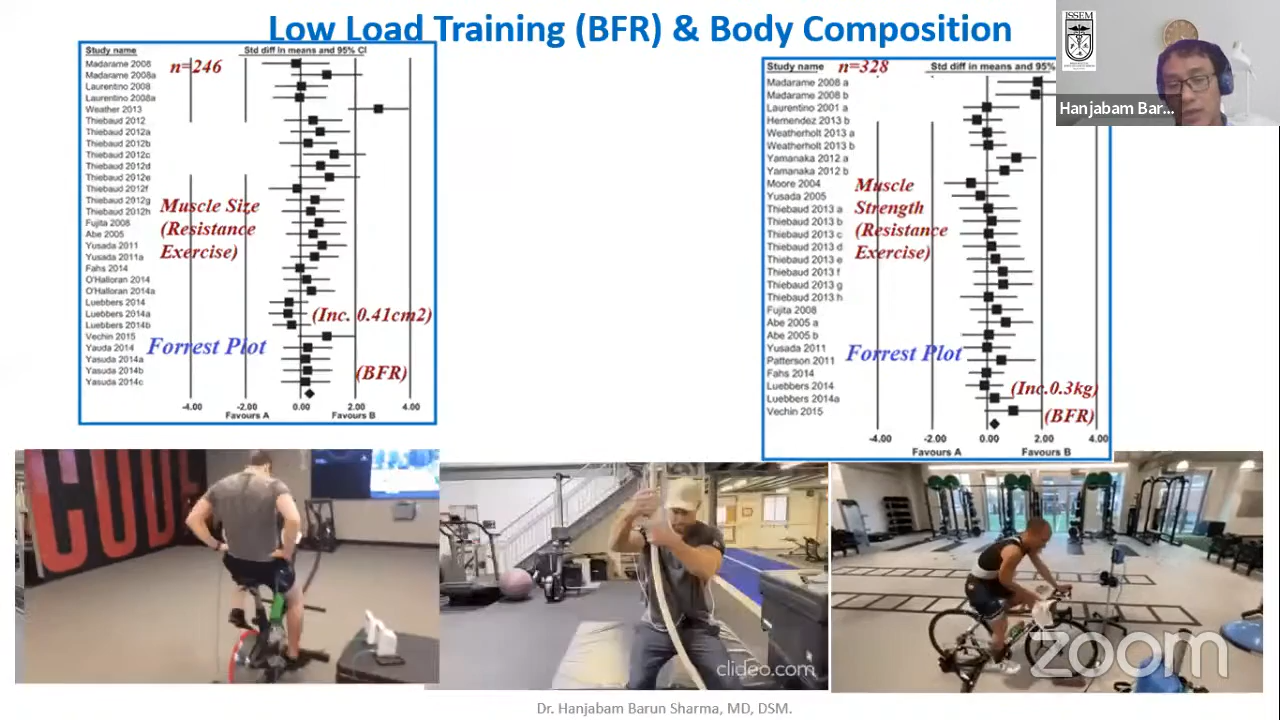 Low Load Training (BFR) & Body Composition
ISSEM
Hanjabam Bar...
Study name
Std diff in means and 95% CI
n=246
Madarame 2008
Madarame 2008a
Laurentino 2008
Laurentino 2008a
Weather 2013
Thiebaud 2012
Thiebaud 2012a
Thiebaud 2012b
Thiebaud 2012c
Thiebaud 2012d
Thiebaud 2012e
Thiebaud 2012f
Thiebaud 2012g
Thiebaud 2012h
Fujita 2008
Abe 2005
Yusada 2011
Yusada 2011a
Fahs 2014
O'Halloran 2014
O'Halloran 2014a
Luebbers 2014
Luebbers 2014a
Luebbers 2014b
Vechin 2015
Yauda 2014
Yasuda 2014a
Yasuda 2014b
Yasuda 2014c
Muscle Size
(Resistance
Exercise)
(Inc. 0.41cm2)
Forrest Plot
(BFR)
-4.00 -2.00 0.00 2.00 4.00
Favours A Favours B
Study name
n=328
Std diff in means and 95%
Madarame 2008 a
Madarame 2008 b
Laurentino 2001 a
Hernendez 2013 b
Weatherholt 2013 a
Weatherholt 2013 b
Yamanaka 2012 a
Yamanaka 2012 b
Moore 2004
Yusada 2005
Thiebaud 2013 a
Thiebaud 2013 b
Thiebaud 2013 c
Thiebaud 2013 d
Thiebaud 2013 e
Thiebaud 2013 f
Thiebaud 2013 g
Thiebaud 2013 h
Fujita 2008
Abe 2005 a
Abe 2005 b
Yusada 2011
Patterson 2011
Fahs 2014
Luebbers 2014
Luebbers 2014a
Vechin 2015
Muscle
Strength
(Resistance
Exercise)
Forrest Plot
(Inc.0.3kg)
(BFR)
-4.00 -2.00 0.00 2.00 4.00
Favours A Favours B
CODE
clideo.com
zoom
Dr. Hanjabam Barun Sharma, MD, DSM.